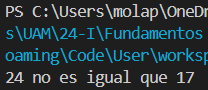 PS C:\Users\molap\OneDr
s\UAM\24-I\Fundamentos
oaming\Code\User\worksp
24 no es igual que 17